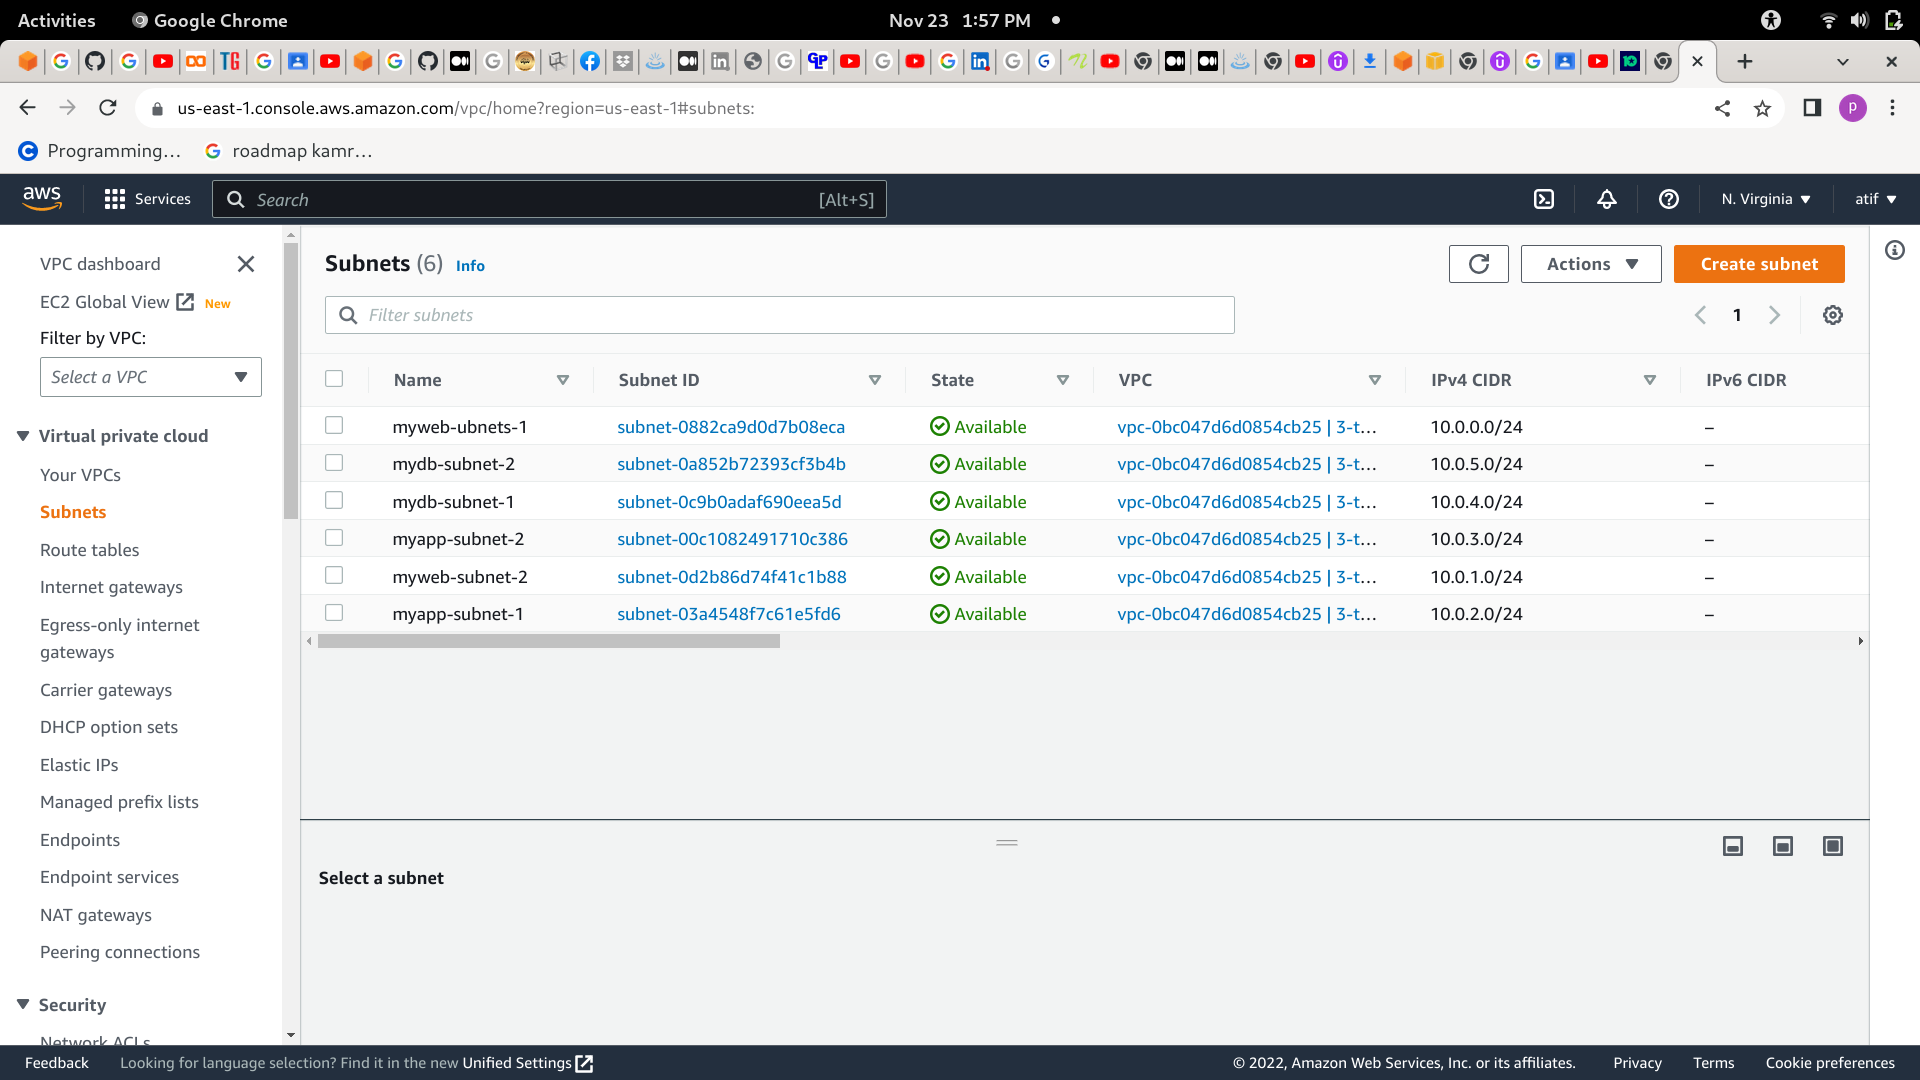 Activities Google Chrome Nov 23 1:57 PM
us-east-1.console.aws.amazon.com/vpc/home?region=us-east-1#subnets: p
Programming... roadmap kamr...
aws Services Search [Alt+S] N. Virginia atif
VPC dashboard
EC2 Global View New
Filter by VPC:
Select a VPC
Virtual private cloud
Your VPCs
Subnets
Route tables
Internet gateways
Egress-only internet
gateways
Carrier gateways
DHCP option sets
Elastic IPs
Managed prefix lists
Endpoints
Endpoint services
NAT gateways
Peering connections
Security
Network ACLs
Subnets (6) Info Actions Create subnet
Filter subnets 1
Name Subnet ID State VPC IPv4 CIDR IPv6 CIDR
myweb-ubnets-1 subnet-0882ca9d0d7b08eca Available vpc-0bc047d6d0854cb25 | 3-t... 10.0.0.0/24 –
mydb-subnet-2 subnet-0a852b72393cf3b4b Available vpc-0bc047d6d0854cb25 | 3-t... 10.0.5.0/24 –
mydb-subnet-1 subnet-0c9b0adaf690eea5d Available vpc-0bc047d6d0854cb25 | 3-t... 10.0.4.0/24 –
myapp-subnet-2 subnet-00c1082491710c386 Available vpc-0bc047d6d0854cb25 | 3-t... 10.0.3.0/24 –
myweb-subnet-2 subnet-0d2b86d74f41c1b88 Available vpc-0bc047d6d0854cb25 | 3-t... 10.0.1.0/24 –
myapp-subnet-1 subnet-03a4548f7c61e5fd6 Available vpc-0bc047d6d0854cb25 | 3-t... 10.0.2.0/24 –
Select a subnet
Feedback Looking for language selection? Find it in the new Unified Settings © 2022, Amazon Web Services, Inc. or its affiliates. Privacy Terms Cookie preferences